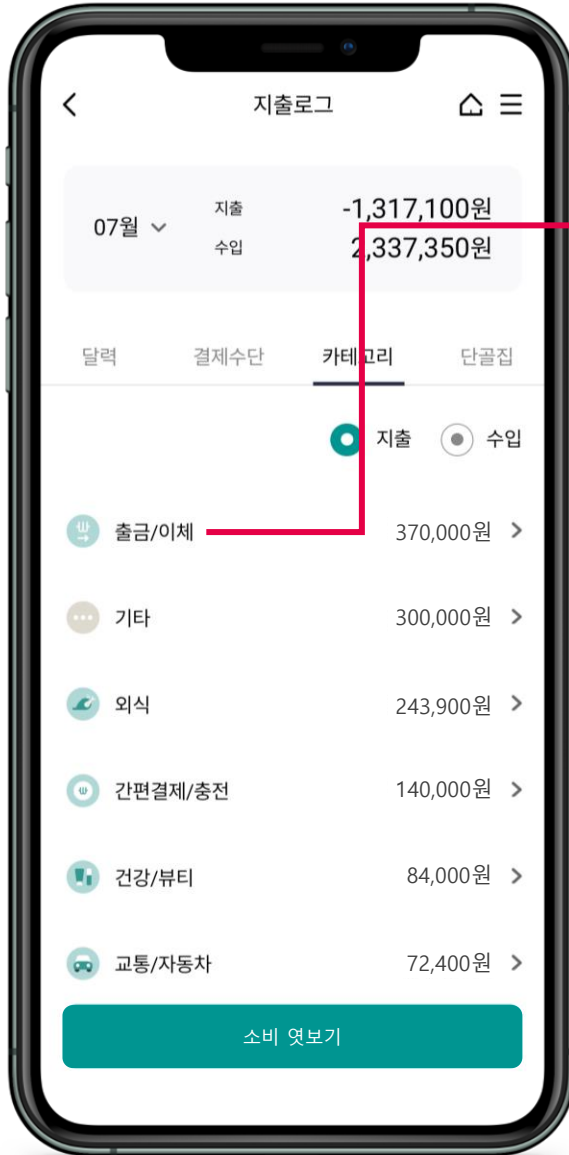 지출로그
지출 -1,317,100원
07월
수입 2,337,350원
달력 결제수단 카테고리 단골집
지출 수입
출금/이체 370,000원
기타 300,000원
외식 243,900원
간편결제/충전 140,000원
건강/뷰티 84,000원
교통/자동차 72,400원
소비 엿보기